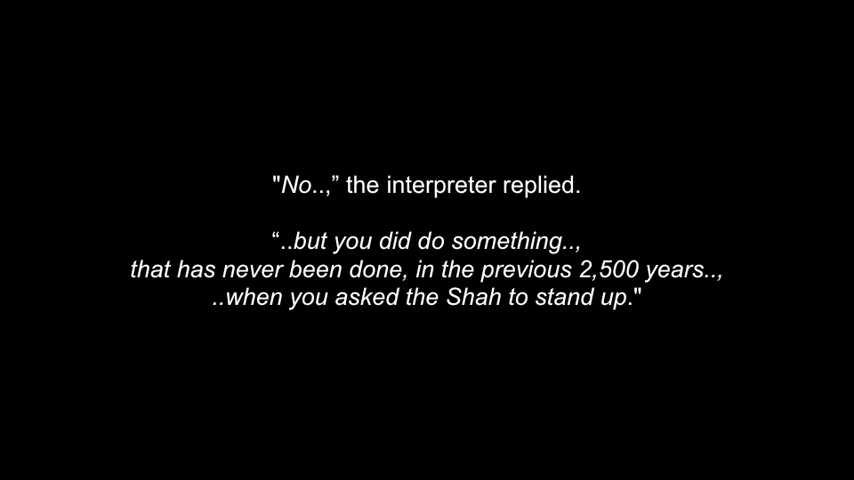 "No..,” the interpreter replied.
“..but you did do something..,
that has never been done, in the previous 2,500 years..,
..when you asked the Shah to stand up."